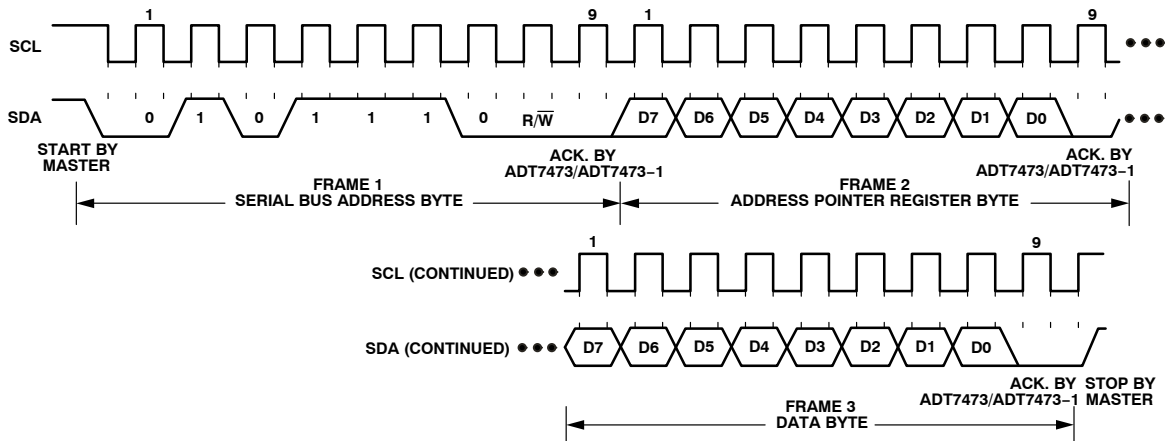 1 9 1 9
SCL
SDA 0 1 0 1 1 1 0 R/W D7 D6 D5 D4 D3 D2 D1 D0
START BY
MASTER
ACK. BY
ADT7473/ADT7473–1
ACK. BY
ADT7473/ADT7473–1
FRAME 1
SERIAL BUS ADDRESS BYTE
FRAME 2
ADDRESS POINTER REGISTER BYTE
1 9
SCL (CONTINUED)
SDA (CONTINUED) D7 D6 D5 D4 D3 D2 D1 D0
ACK. BY
ADT7473/ADT7473–1
STOP BY
MASTER
FRAME 3
DATA BYTE